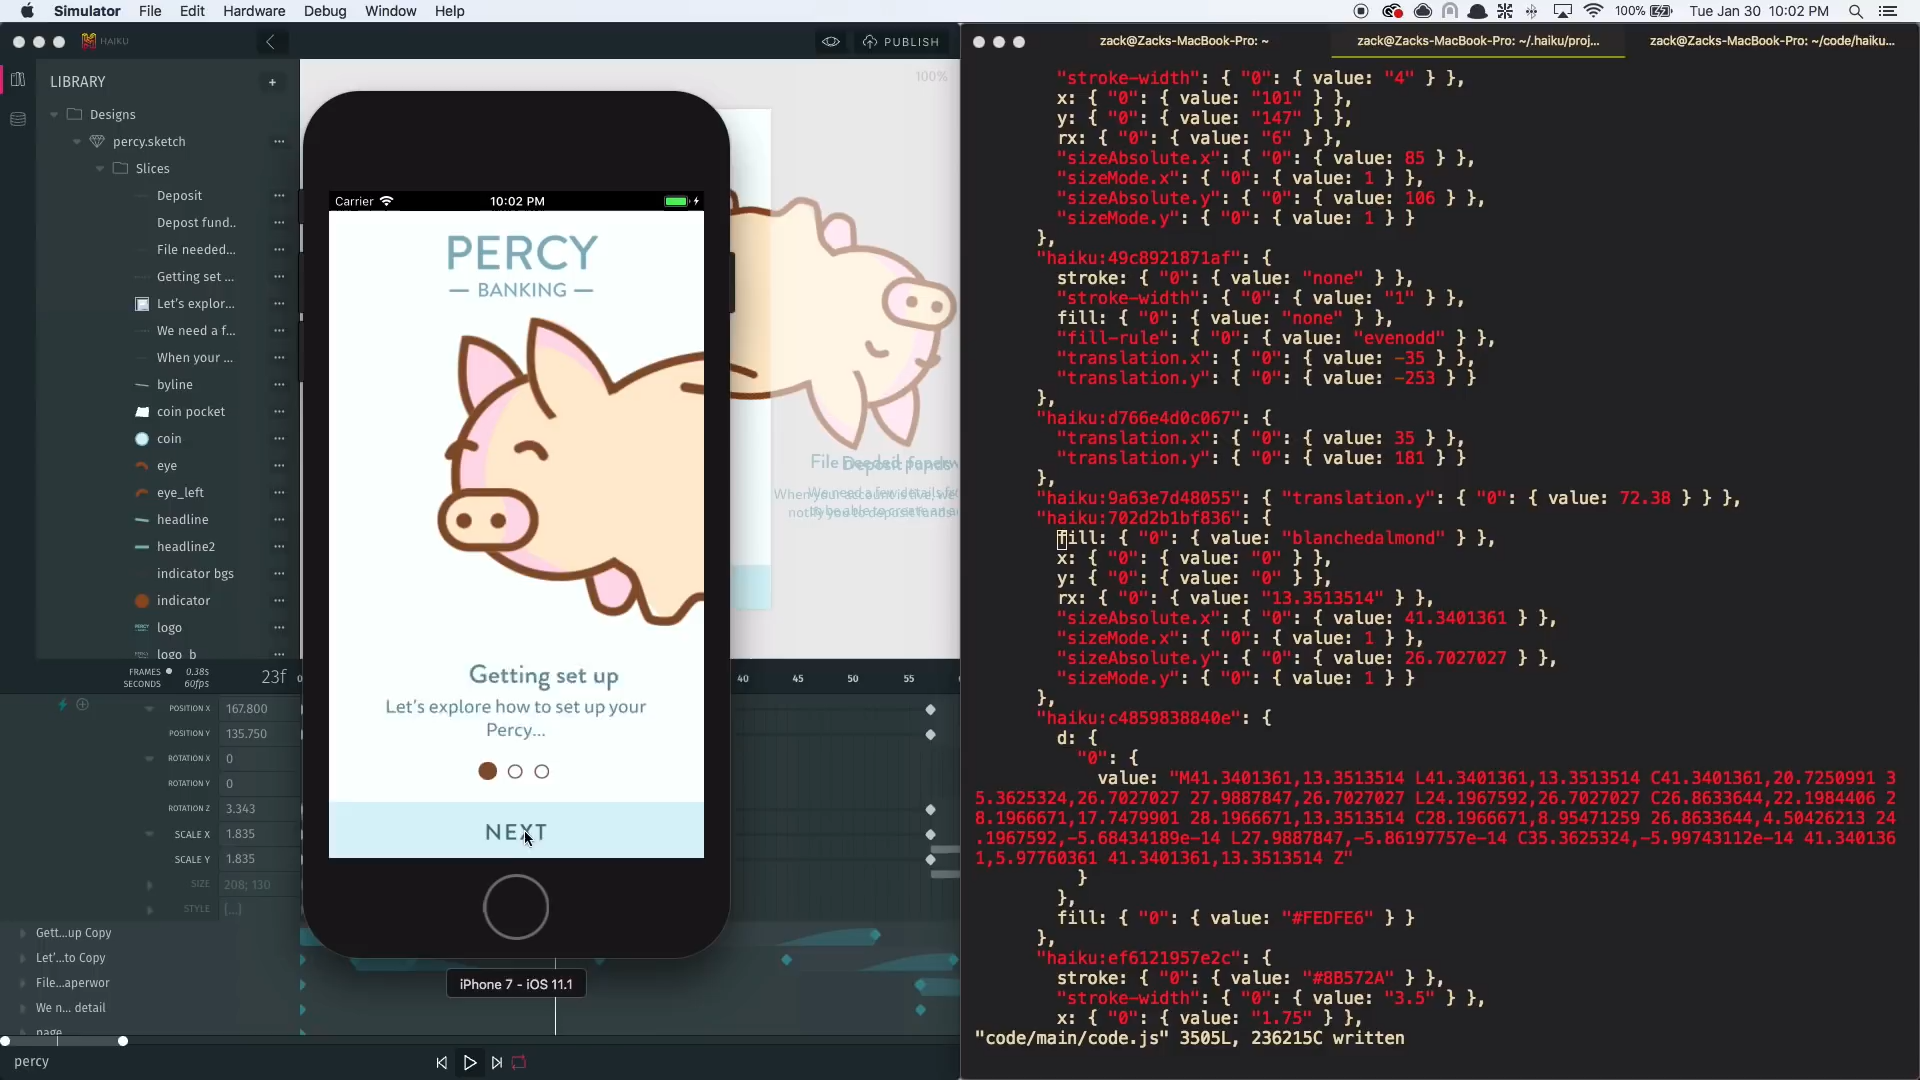 Simulator File Edit Hardware Debug Window Help
100% Tue Jan 30 10:02 PM
HAIKU
PUBLISH
LIBRARY +
100%
Designs
percy.sketch
Slices
Deposit
Depost fund..
File needed...
Getting set ...
Let's explor...
We need a f...
When your ...
byline
coin pocket
coin
eye
eye_left
headline
headline2
indicator bgs
indicator
logo
logo_b
Carrier 10:02 PM
PERCY
BANKING
Getting set up
Let's explore how to set up your
Percy...
NEXT
iPhone 7 - iOS 11.1
Deposit funds
notify you to deposit funds
FRAMES 0.38s
SECONDS 60fps
23f
40 45 50 55
POSITION X 167.800
POSITION Y 135.750
ROTATION X 0
ROTATION Y 0
ROTATION Z 3.343
SCALE X 1.835
SCALE Y 1.835
SIZE 208; 130
STYLE [...]
Gett...up Copy
Let'...to Copy
File...aperwor
We n... detail
page
percy
zack@Zacks-MacBook-Pro: ~ zack@Zacks-MacBook-Pro: ~/.haiku/proj... zack@Zacks-MacBook-Pro: ~/code/haiku...
"stroke-width": { "0": { value: "4" } },
x: { "0": { value: "101" } },
y: { "0": { value: "147" } },
rx: { "0": { value: "6" } },
"sizeAbsolute.x": { "0": { value: 85 } },
"sizeMode.x": { "0": { value: 1 } },
"sizeAbsolute.y": { "0": { value: 106 } },
"sizeMode.y": { "0": { value: 1 } }
},
"haiku:49c8921871af": {
stroke: { "0": { value: "none" } },
"stroke-width": { "0": { value: "1" } },
fill: { "0": { value: "none" } },
"fill-rule": { "0": { value: "evenodd" } },
"translation.x": { "0": { value: -35 } },
"translation.y": { "0": { value: -253 } }
},
"haiku:d766e4d0c067": {
"translation.x": { "0": { value: 35 } },
"translation.y": { "0": { value: 181 } }
},
"haiku:9a63e7d48055": { "translation.y": { "0": { value: 72.38 } } },
"haiku:702d2b1bf836": {
fill: { "0": { value: "blanchedalmond" } },
x: { "0": { value: "0" } },
y: { "0": { value: "0" } },
rx: { "0": { value: "13.3513514" } },
"sizeAbsolute.x": { "0": { value: 41.3401361 } },
"sizeMode.x": { "0": { value: 1 } },
"sizeAbsolute.y": { "0": { value: 26.7027027 } },
"sizeMode.y": { "0": { value: 1 } }
},
"haiku:c4859838840e": {
d: {
"0": {
value: "M41.3401361,13.3513514 L41.3401361,13.3513514 C41.3401361,20.7250991 3
5.3625324,26.7027027 27.9887847,26.7027027 L24.1967592,26.7027027 C26.8633644,22.1984406 2
8.1966671,17.7479901 28.1966671,13.3513514 C28.1966671,8.95471259 26.8633644,4.50426213 24
.1967592,-5.68434189e-14 L27.9887847,-5.86197757e-14 C35.3625324,-5.99743112e-14 41.340136
1,5.97760361 41.3401361,13.3513514 Z"
}
},
fill: { "0": { value: "#FEDFE6" } }
},
"haiku:ef6121957e2c": {
stroke: { "0": { value: "#8B572A" } },
"stroke-width": { "0": { value: "3.5" } },
x: { "0": { value: "1.75" } },
"code/main/code.js" 3505L, 236215C written